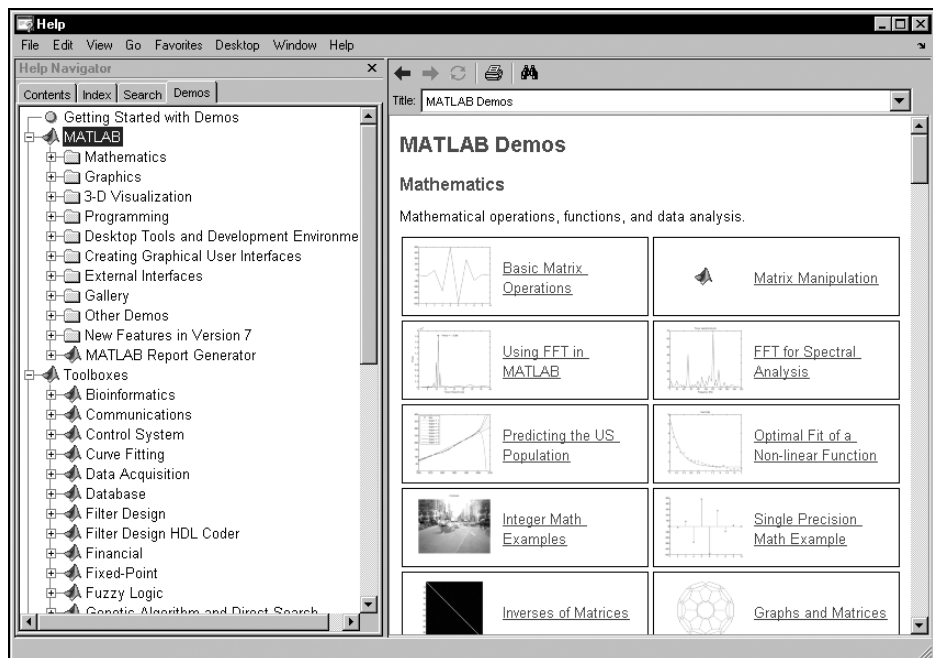 Help
File Edit View Go Favorites Desktop Window Help
Help Navigator
Contents Index Search Demos
Getting Started with Demos
MATLAB
Mathematics
Graphics
3-D Visualization
Programming
Desktop Tools and Development Environme
Creating Graphical User Interfaces
External Interfaces
Gallery
Other Demos
New Features in Version 7
MATLAB Report Generator
Toolboxes
Bioinformatics
Communications
Control System
Curve Fitting
Data Acquisition
Database
Filter Design
Filter Design HDL Coder
Financial
Fixed-Point
Fuzzy Logic
Genetic Algorithm and Direct Search
Title: MATLAB Demos
MATLAB Demos
Mathematics
Mathematical operations, functions, and data analysis.
Basic Matrix
Operations
Matrix Manipulation
Using FFT in
MATLAB
FFT for Spectral
Analysis
Predicting the US
Population
Optimal Fit of a
Non-linear Function
Integer Math
Examples
Single Precision
Math Example
Inverses of Matrices
Graphs and Matrices